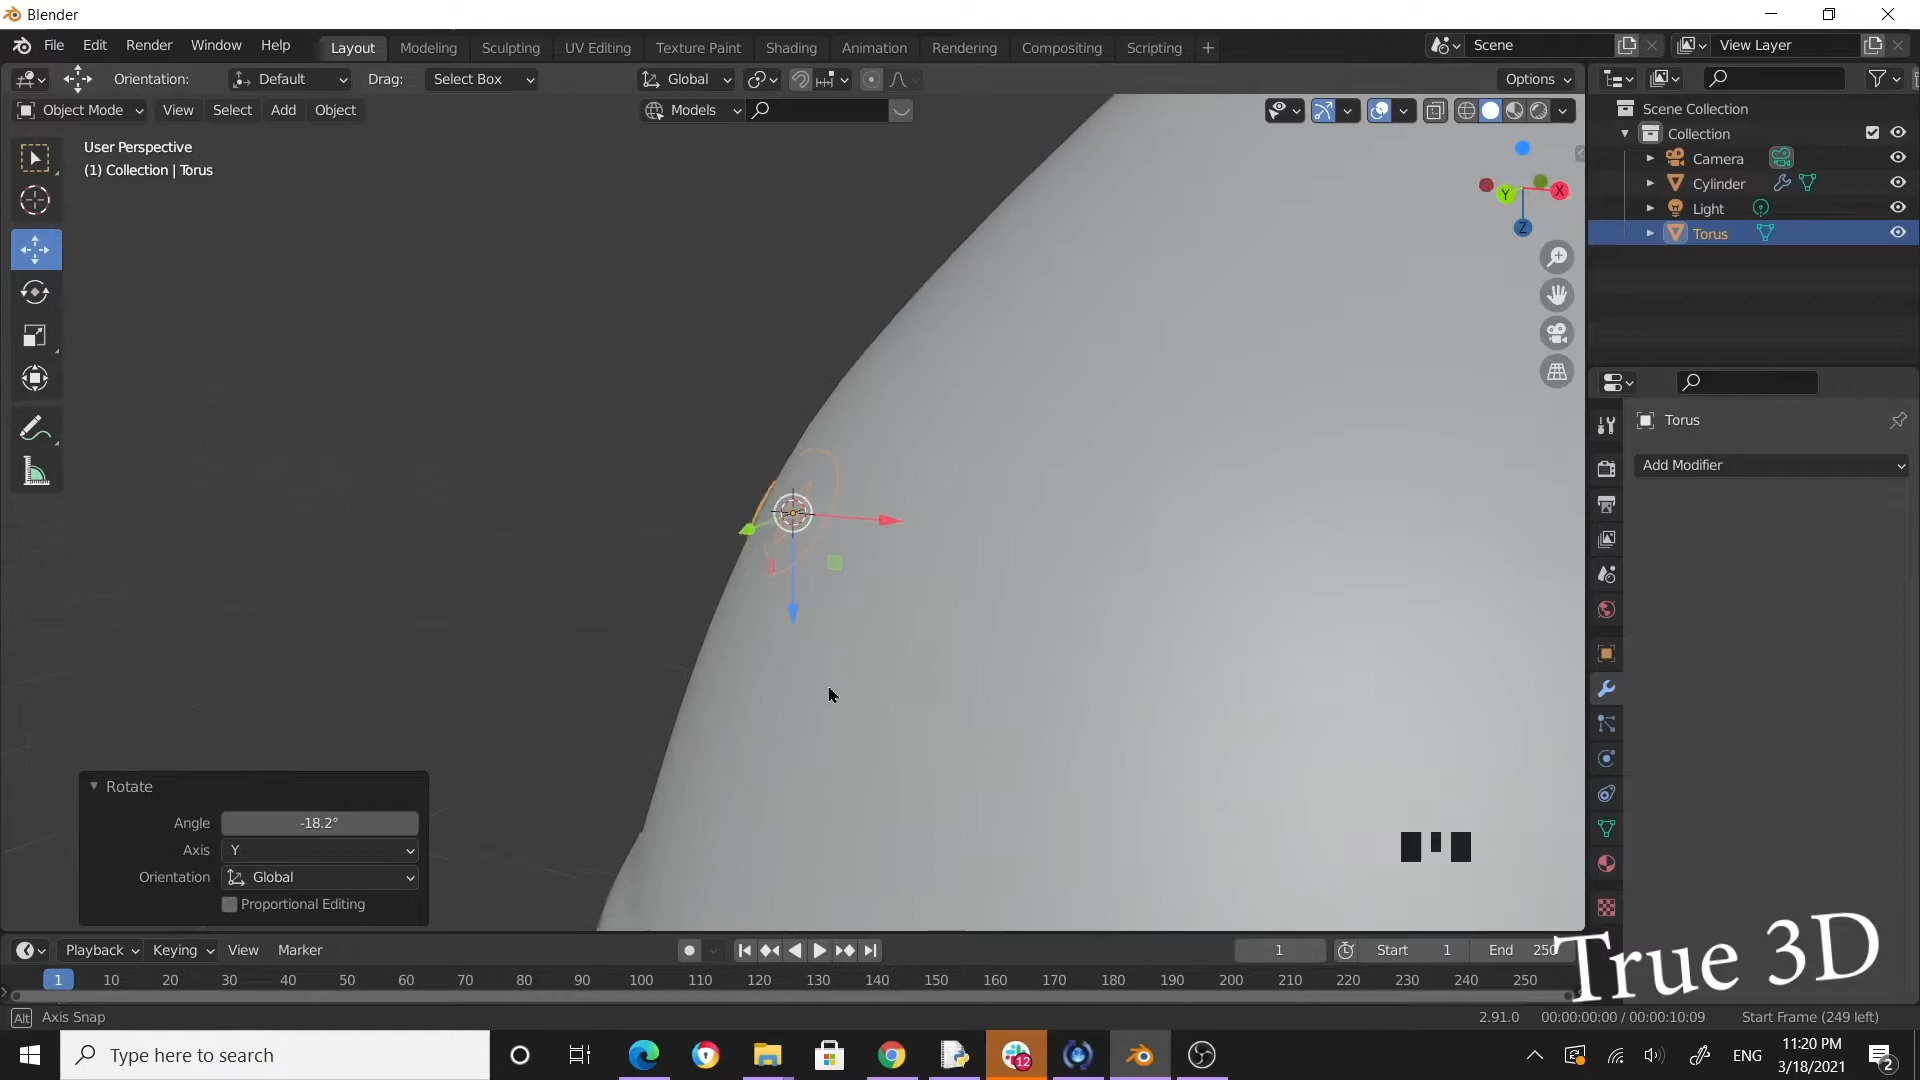 Blender
File Edit Render Window Help Layout Modeling Sculpting UV Editing Texture Paint Shading Animation Rendering Compositing Scripting + Scene View Layer
Orientation: Default Drag: Select Box Global Options
Object Mode View Select Add Object Models
User Perspective
(1) Collection | Torus
Y X
Z
Scene Collection
Collection
Camera
Cylinder
Light
Torus
Torus
Add Modifier
Rotate
Angle -18.2°
Axis Y
Orientation Global
Proportional Editing
Playback Keying View Marker 1 Start 1 End 250
1 10 20 30 40 50 60 70 80 90 100 110 120 130 140 150 160 170 180 190 200 210 220 230 240 250
True 3D
Alt Axis Snap 2.91.0 00:00:00:00 / 00:00:10:09 Start Frame (249 left)
Type here to search 12 ENG 11:20 PM
3/18/2021 2